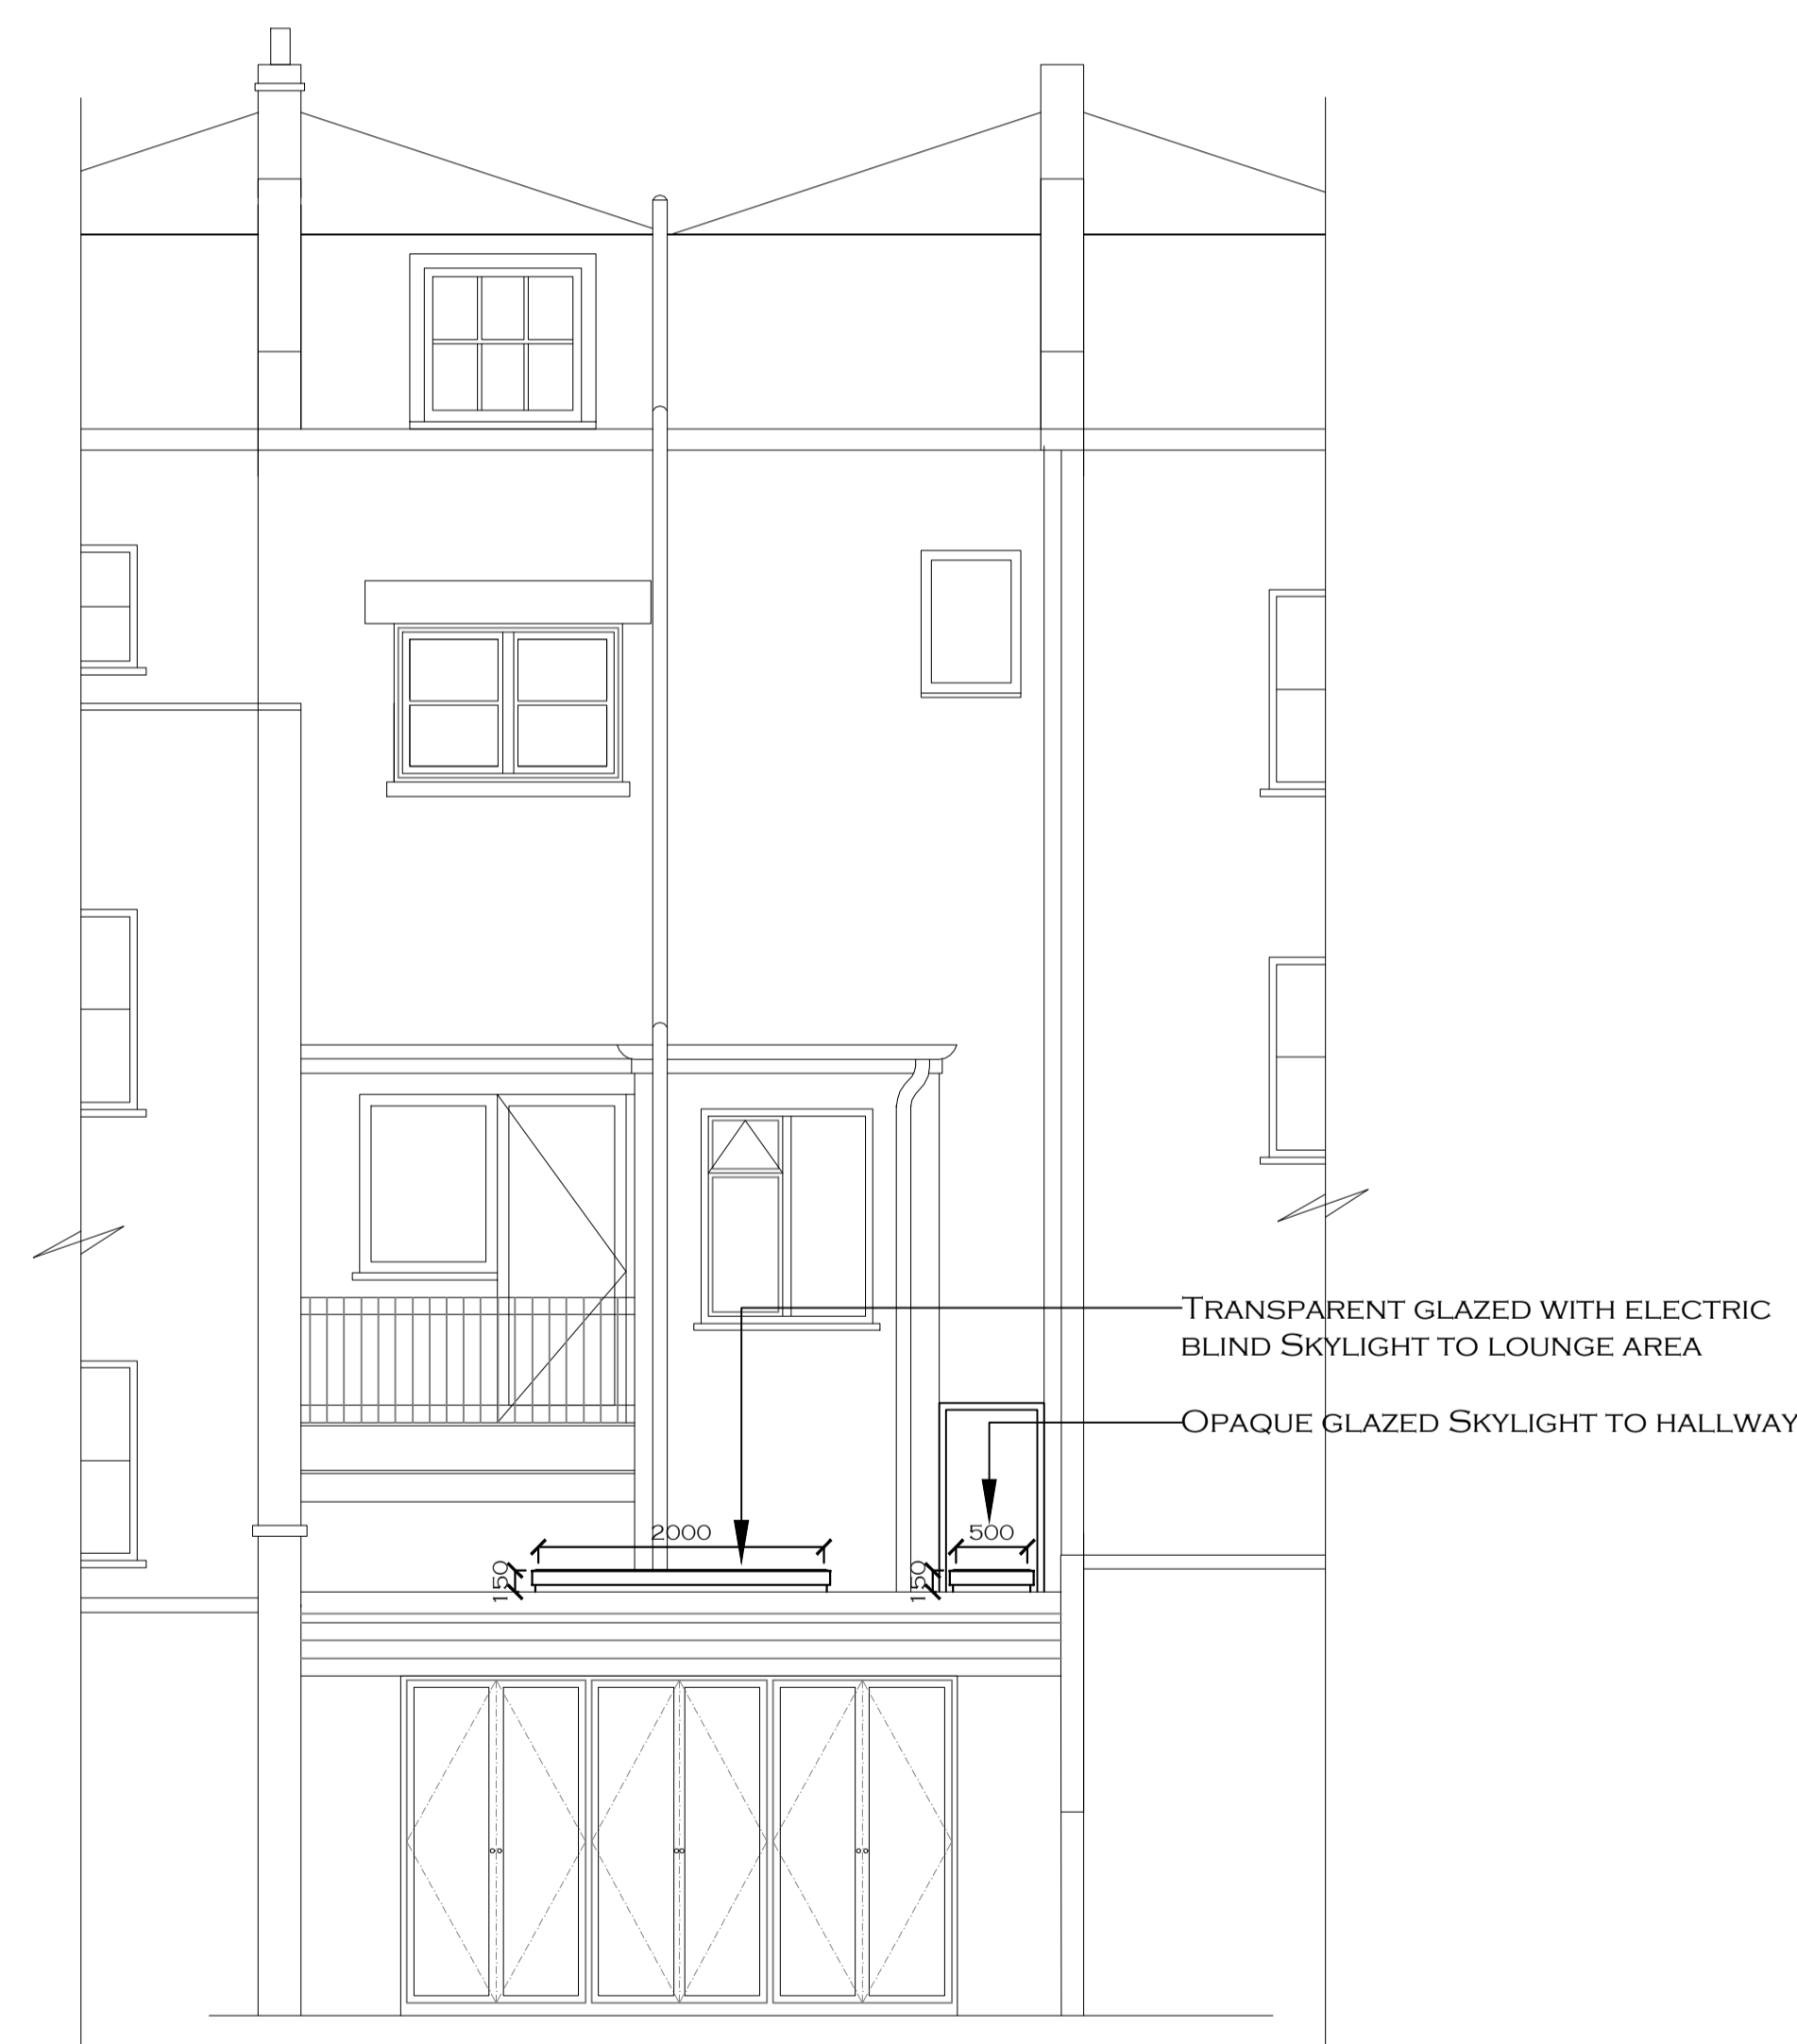 Transparent glazed with electric
blind Skylight to lounge area
Opaque glazed Skylight to hallway
2000
500
150
150